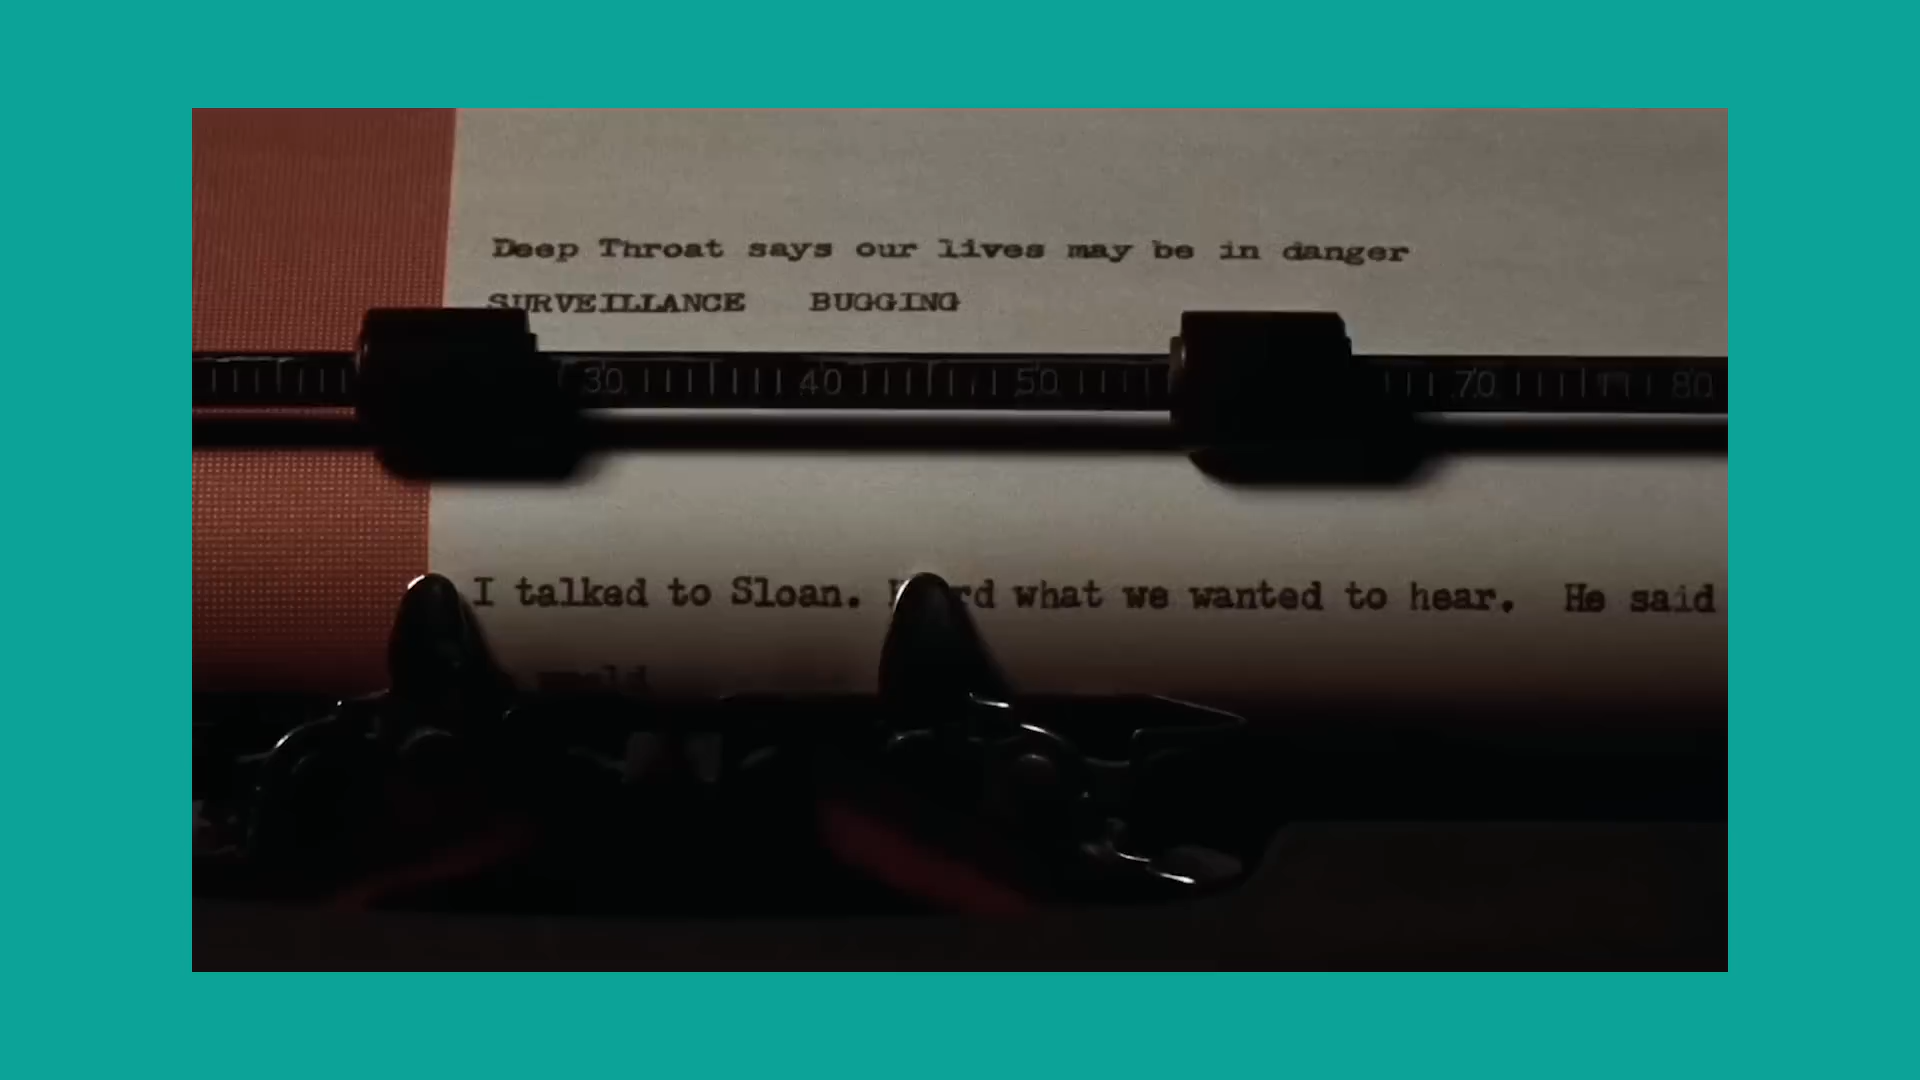 Deep Throat says our lives may be in danger
SURVEILLANCE BUGGING
30 40 50 70 80
I talked to Sloan. what we wanted to hear. He said